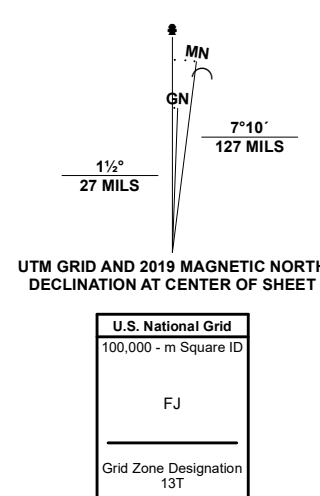 MN
GN
7°10´
127 MILS
1½°
27 MILS
UTM GRID AND 2019 MAGNETIC NORTH
DECLINATION AT CENTER OF SHEET
U.S. National Grid
100,000 - m Square ID
FJ
Grid Zone Designation
13T